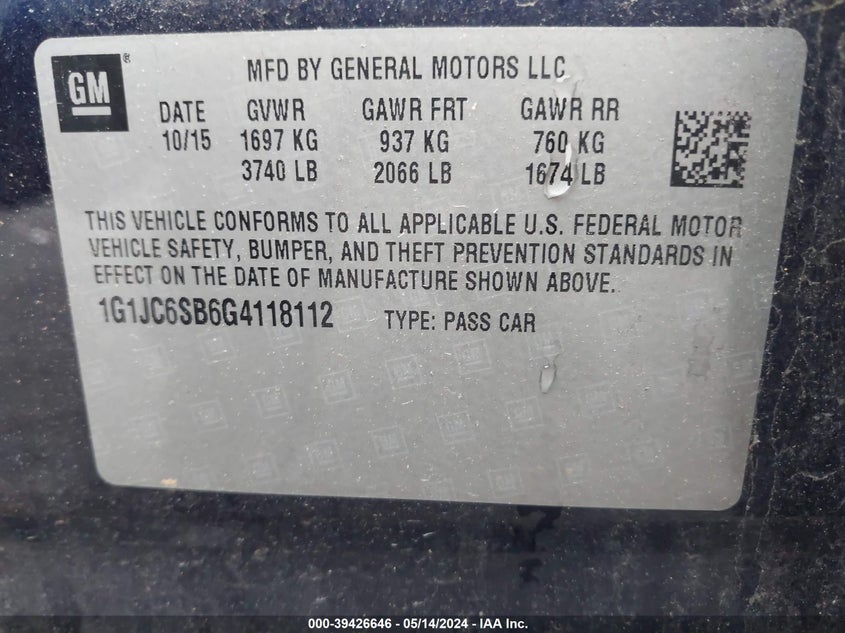 GM®
MFD BY GENERAL MOTORS LLC
DATE GVWR GAWR FRT GAWR RR
10/15 1697 KG 937 KG 760 KG
3740 LB 2066 LB 1674 LB
THIS VEHICLE CONFORMS TO ALL APPLICABLE U.S. FEDERAL MOTOR
VEHICLE SAFETY, BUMPER, AND THEFT PREVENTION STANDARDS IN
EFFECT ON THE DATE OF MANUFACTURE SHOWN ABOVE.
1G1JC6SB6G4118112 TYPE: PASS CAR
000-39426646 - 05/14/2024 - IAA Inc.